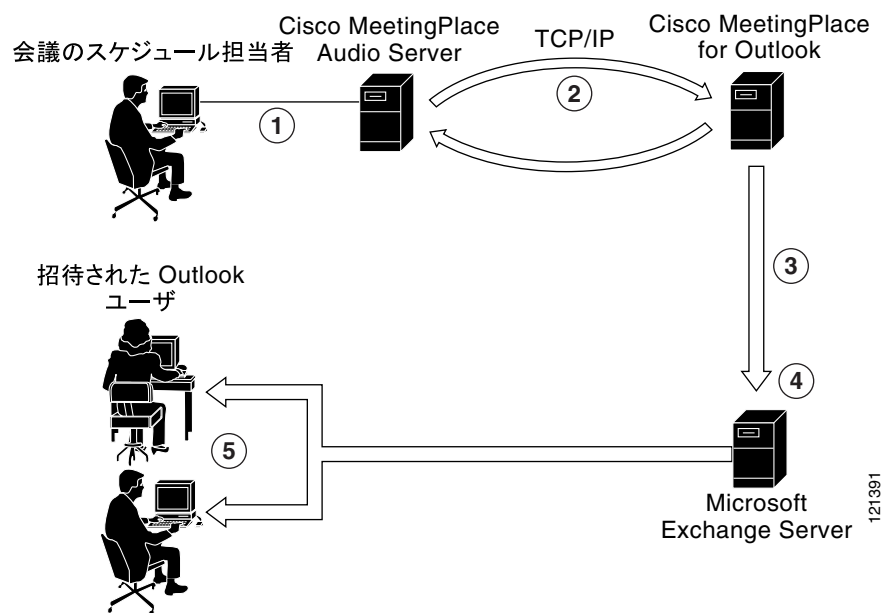 会議のスケジュール担当者
Cisco MeetingPlace
Audio Server
TCP/IP
Cisco MeetingPlace
for Outlook
1
2
3
招待された Outlook
ユーザ
4
5
Microsoft
Exchange Server
121391